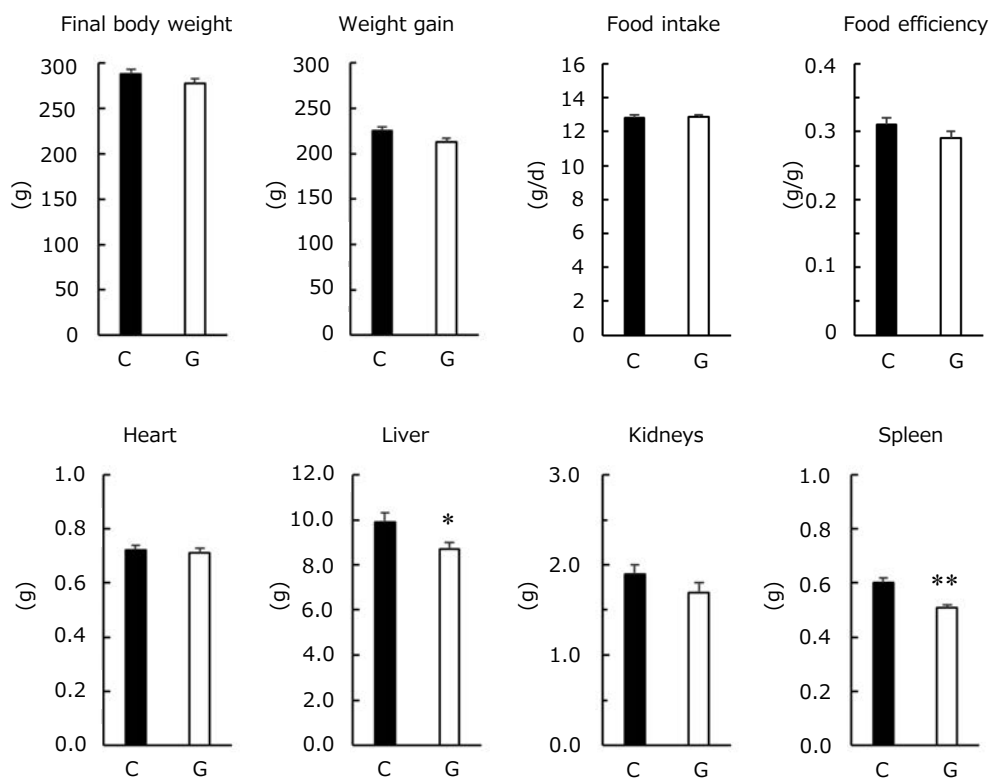 Final body weight
Weight gain
Food intake
Food efficiency
300
250
200
150
100
50
0
(g)
C G
300
250
200
150
300
50
0
(g)
C G
16
14
12
10
8
6
4
2
0
(g/d)
C G
0.4
0.3
0.2
0.1
0
(g/g)
C G
Heart
Liver
Kidneys
Spleen
1.0
0.8
0.6
0.4
0.2
0.0
(g)
C G
12.0
10.0
8.0
6.0
4.0
2.0
0.0
(g)
*
C G
3.0
2.0
1.0
0.0
(g)
C G
1.0
0.8
0.6
0.4
0.2
0.0
(g)
**
C G